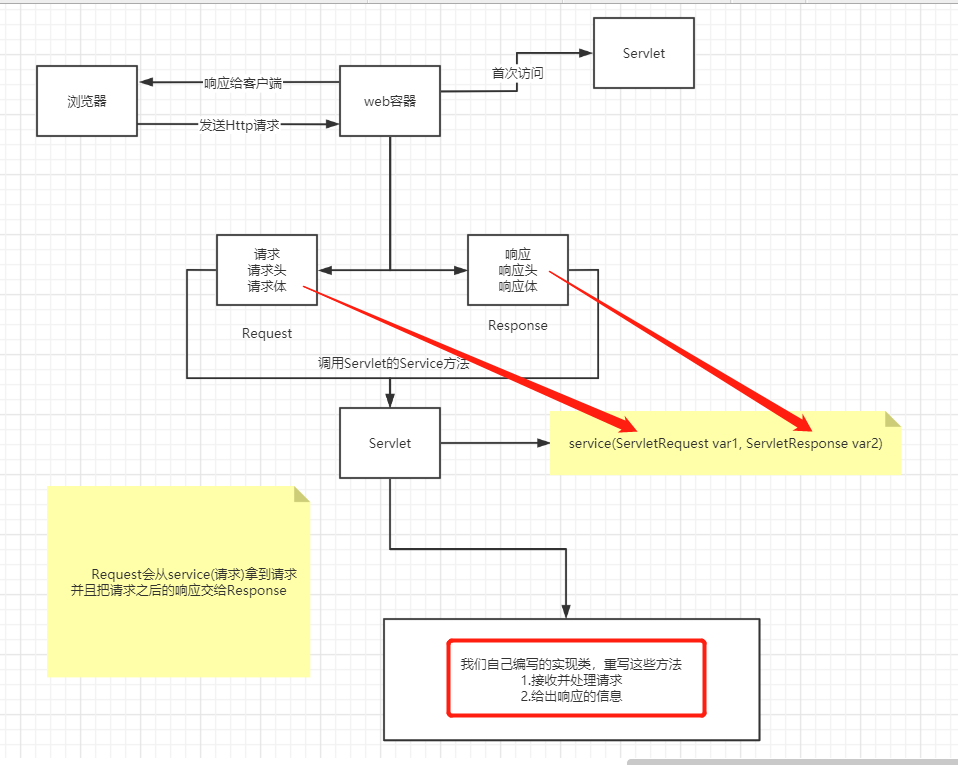 Servlet
首次访问
浏览器
响应给客户端
web容器
发送Http请求
请求
请求头
请求体
响应
响应头
响应体
Request
Response
调用Servlet的Service方法
Servlet
service(ServletRequest var1, ServletResponse var2)
Request会从service(请求)拿到请求
并且把请求之后的响应交给Response
我们自己编写的实现类，重写这些方法
1.接收并处理请求
2.给出响应的信息